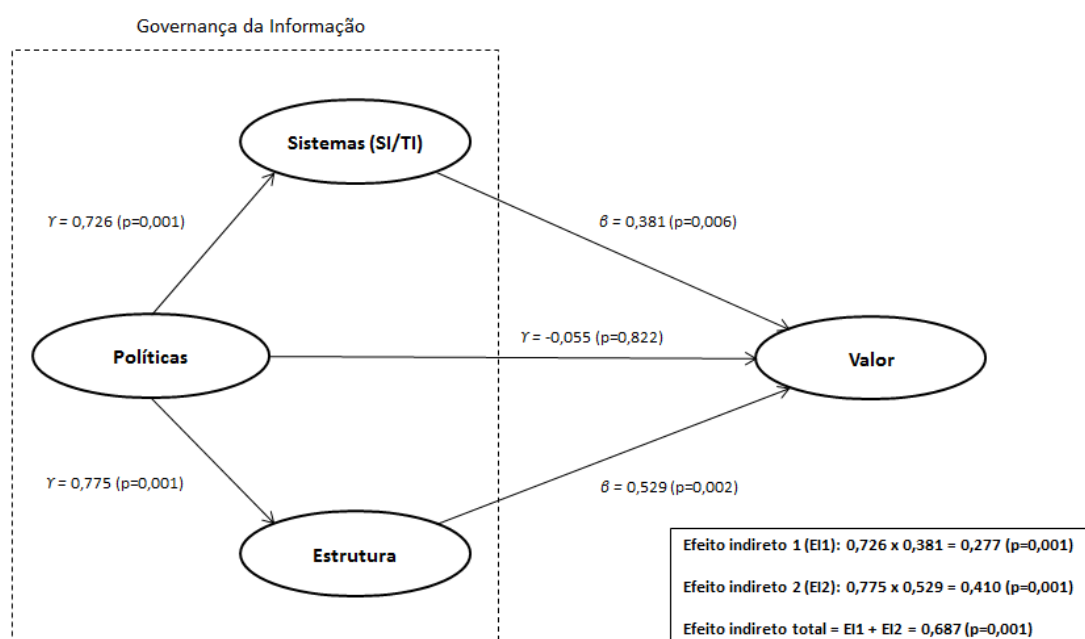 Governança da Informação
Sistemas (SI/TI)
ϒ = 0,726 (p=0,001)
β = 0,381 (p=0,006)
Políticas
ϒ = -0,055 (p=0,822)
Valor
ϒ = 0,775 (p=0,001)
β = 0,529 (p=0,002)
Estrutura
Efeito indireto 1 (EI1): 0,726 x 0,381 = 0,277 (p=0,001)
Efeito indireto 2 (EI2): 0,775 x 0,529 = 0,410 (p=0,001)
Efeito indireto total = EI1 + EI2 = 0,687 (p=0,001)